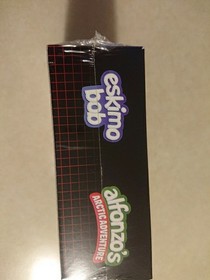 eskimo
bob
alfonzo's
ARCTIC ADVENTURE